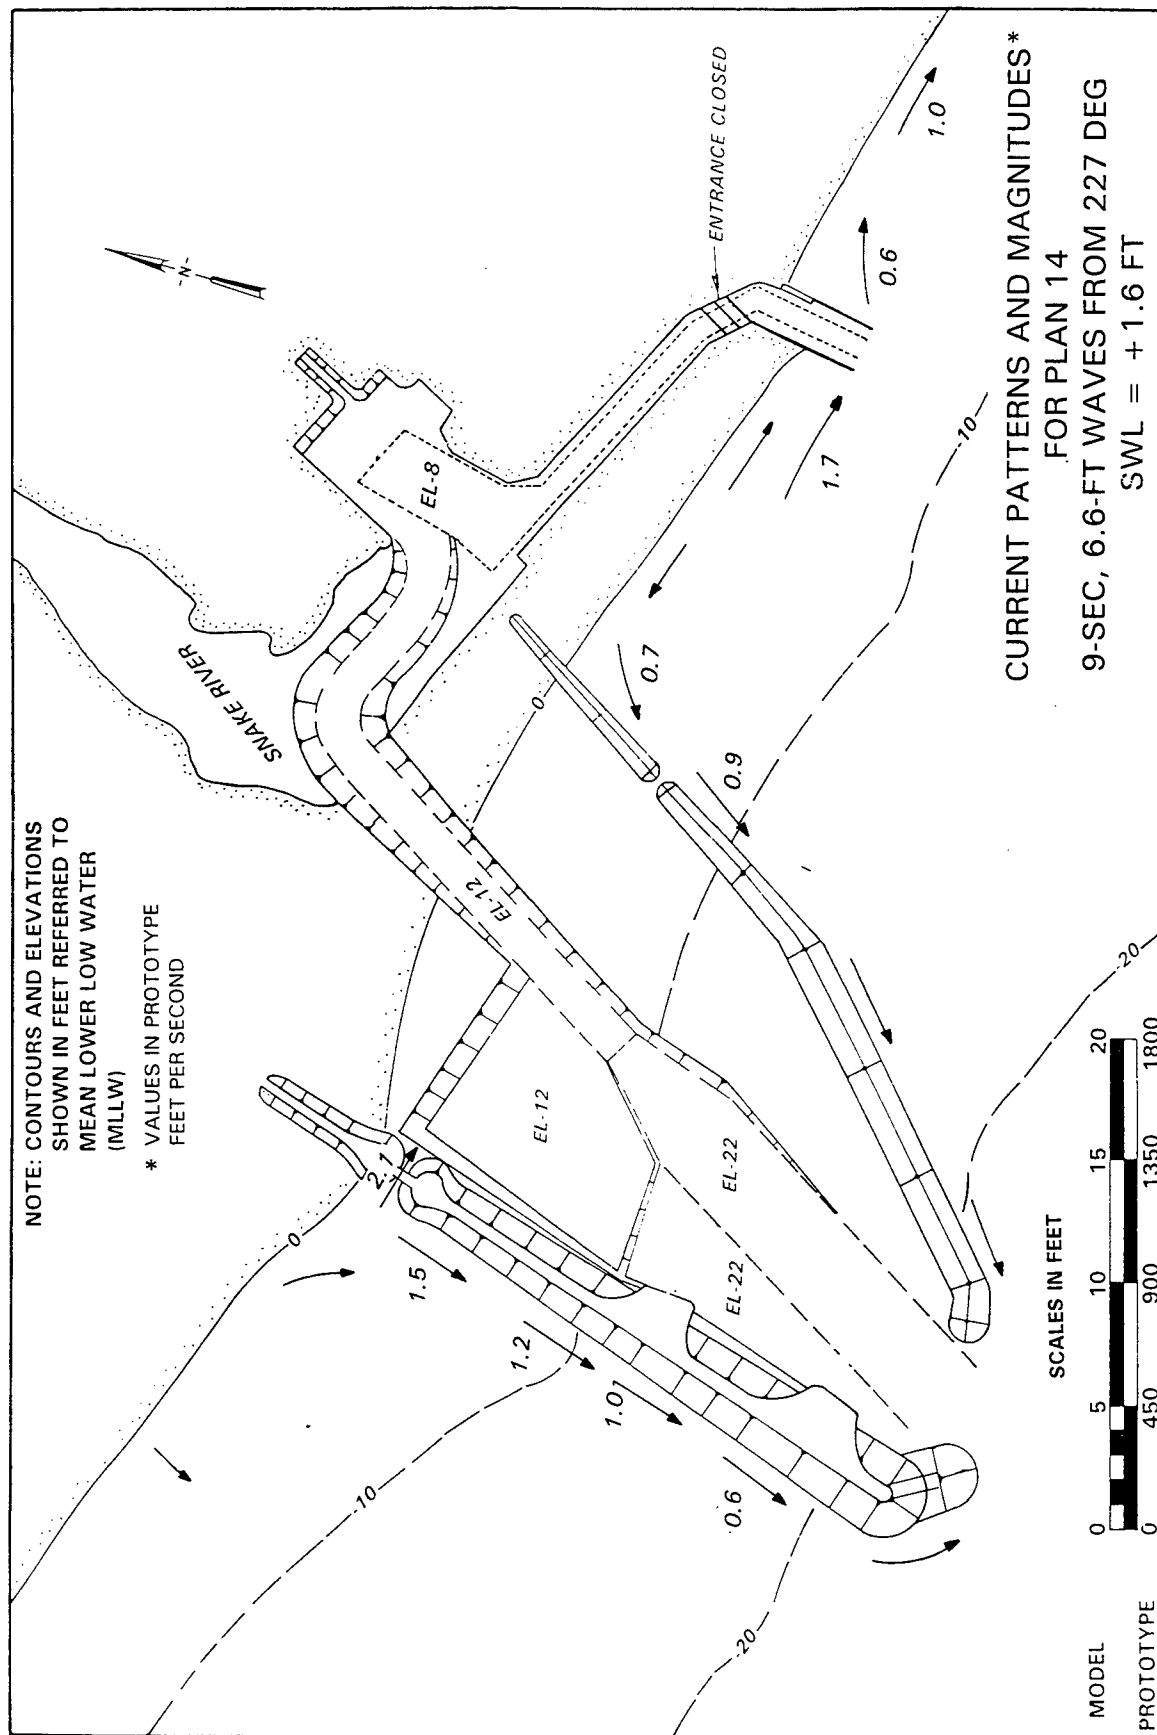 NOTE: CONTOURS AND ELEVATIONS
SHOWN IN FEET REFERRED TO
MEAN LOWER LOW WATER
(MLLW)
* VALUES IN PROTOTYPE
FEET PER SECOND
SNAKE RIVER
-N-
EL-8
ENTRANCE CLOSED
EL-12
EL-12
EL-22
EL-22
0
0
-10
-10
-20
-20
2.1
1.5
1.2
1.0
0.6
0.7
0.9
1.7
0.6
1.0
SCALES IN FEET
MODEL 0 5 10 15 20
PROTOTYPE 0 450 900 1350 1800
CURRENT PATTERNS AND MAGNITUDES*
FOR PLAN 14
9-SEC, 6.6-FT WAVES FROM 227 DEG
SWL = +1.6 FT